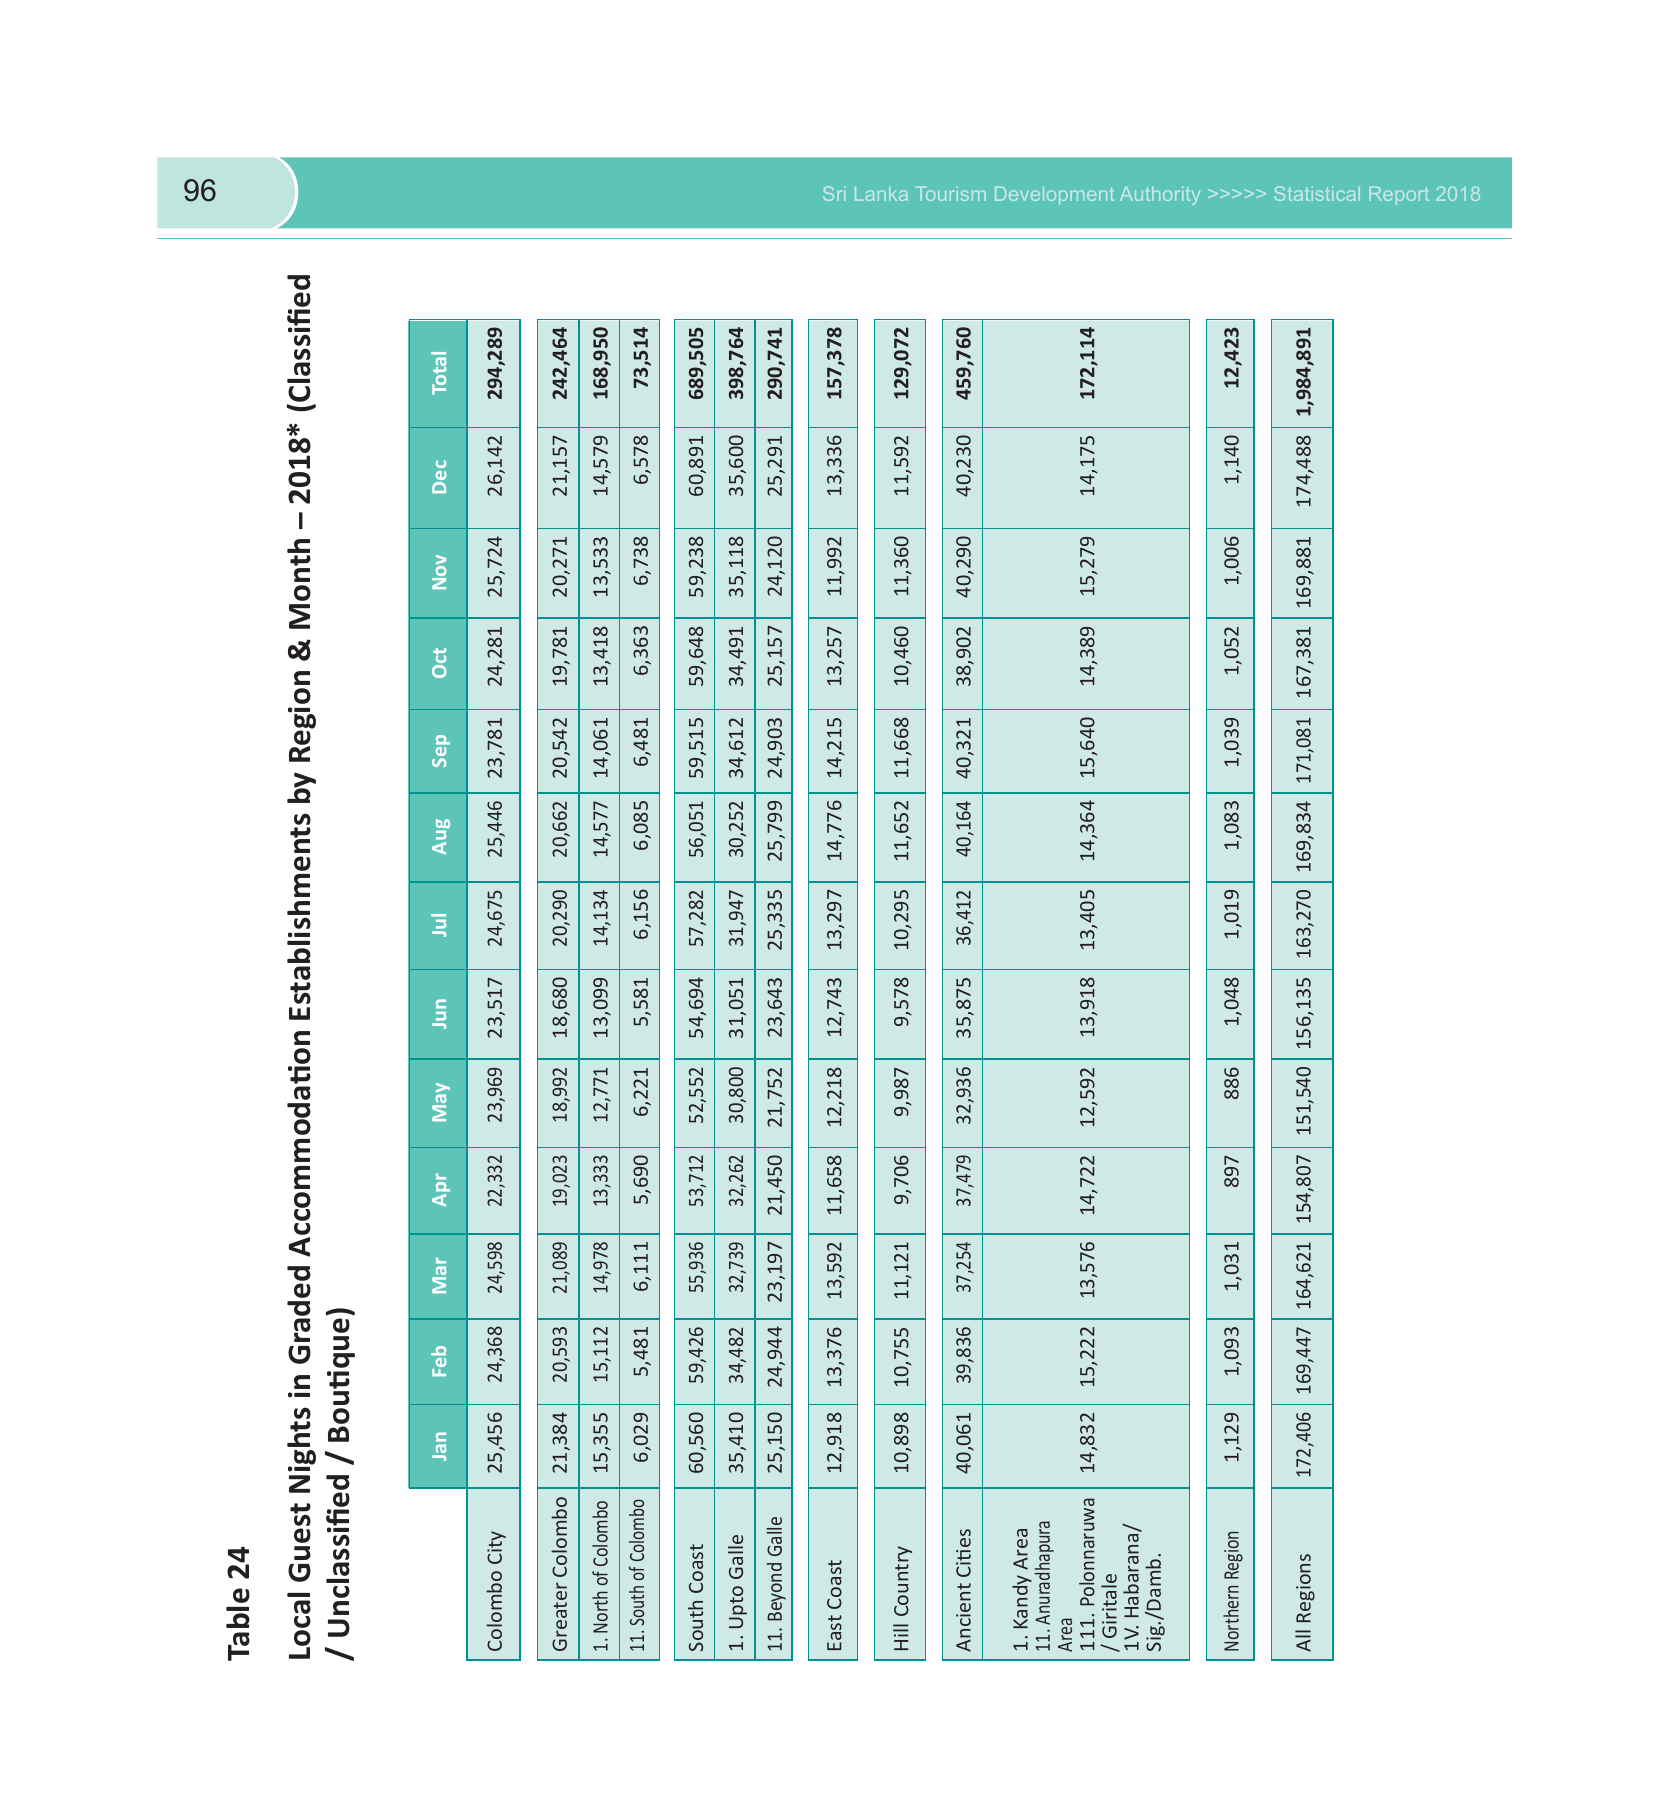 96
Sri Lanka Tourism Development Authority >>>>> Statistical Report 2018
Table 24
Local Guest Nights in Graded Accommodation Establishments by Region & Month – 2018* (Classified
/ Unclassified / Boutique)
Jan Feb Mar Apr May Jun Jul Aug Sep Oct Nov Dec Total
Colombo City 25,456 24,368 24,598 22,332 23,969 23,517 24,675 25,446 23,781 24,281 25,724 26,142 294,289
Greater Colombo 21,384 20,593 21,089 19,023 18,992 18,680 20,290 20,662 20,542 19,781 20,271 21,157 242,464
1. North of Colombo 15,355 15,112 14,978 13,333 12,771 13,099 14,134 14,577 14,061 13,418 13,533 14,579 168,950
11. South of Colombo 6,029 5,481 6,111 5,690 6,221 5,581 6,156 6,085 6,481 6,363 6,738 6,578 73,514
South Coast 60,560 59,426 55,936 53,712 52,552 54,694 57,282 56,051 59,515 59,648 59,238 60,891 689,505
1. Upto Galle 35,410 34,482 32,739 32,262 30,800 31,051 31,947 30,252 34,612 34,491 35,118 35,600 398,764
11. Beyond Galle 25,150 24,944 23,197 21,450 21,752 23,643 25,335 25,799 24,903 25,157 24,120 25,291 290,741
East Coast 12,918 13,376 13,592 11,658 12,218 12,743 13,297 14,776 14,215 13,257 11,992 13,336 157,378
Hill Country 10,898 10,755 11,121 9,706 9,987 9,578 10,295 11,652 11,668 10,460 11,360 11,592 129,072
Ancient Cities 40,061 39,836 37,254 37,479 32,936 35,875 36,412 40,164 40,321 38,902 40,290 40,230 459,760
1. Kandy Area
11. Anuradhapura
Area
111. Polonnaruwa 14,832 15,222 13,576 14,722 12,592 13,918 13,405 14,364 15,640 14,389 15,279 14,175 172,114
/ Giritale
1V. Habarana/
Sig./Damb.
Northern Region 1,129 1,093 1,031 897 886 1,048 1,019 1,083 1,039 1,052 1,006 1,140 12,423
All Regions 172,406 169,447 164,621 154,807 151,540 156,135 163,270 169,834 171,081 167,381 169,881 174,488 1,984,891